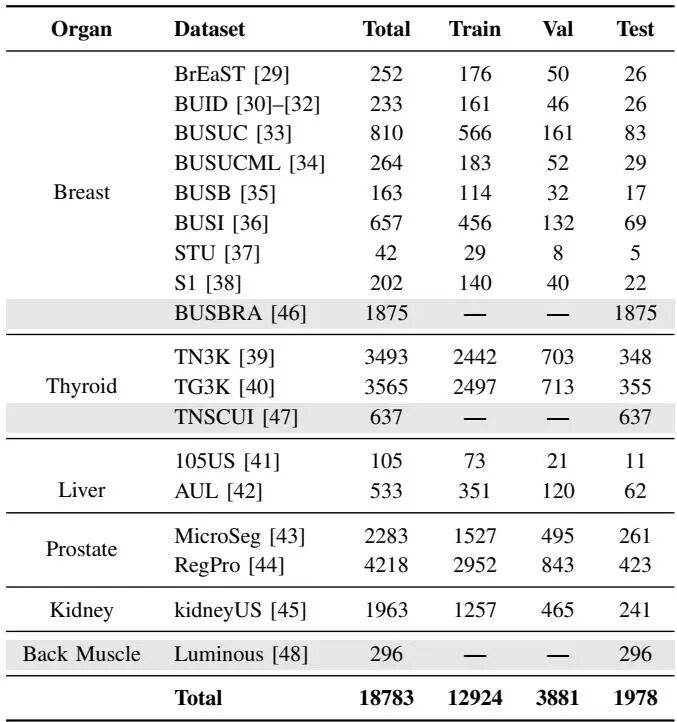 Organ Dataset Total Train Val Test
BrEaST [29] 252 176 50 26
BUID [30]–[32] 233 161 46 26
BUSUC [33] 810 566 161 83
BUSUCML [34] 264 183 52 29
Breast BUSB [35] 163 114 32 17
BUSI [36] 657 456 132 69
STU [37] 42 29 8 5
S1 [38] 202 140 40 22
BUSBRA [46] 1875 — — 1875
TN3K [39] 3493 2442 703 348
Thyroid TG3K [40] 3565 2497 713 355
TNSCUI [47] 637 — — 637
105US [41] 105 73 21 11
Liver AUL [42] 533 351 120 62
MicroSeg [43] 2283 1527 495 261
Prostate
RegPro [44] 4218 2952 843 423
Kidney kidneyUS [45] 1963 1257 465 241
Back Muscle Luminous [48] 296 — — 296
Total 18783 12924 3881 1978